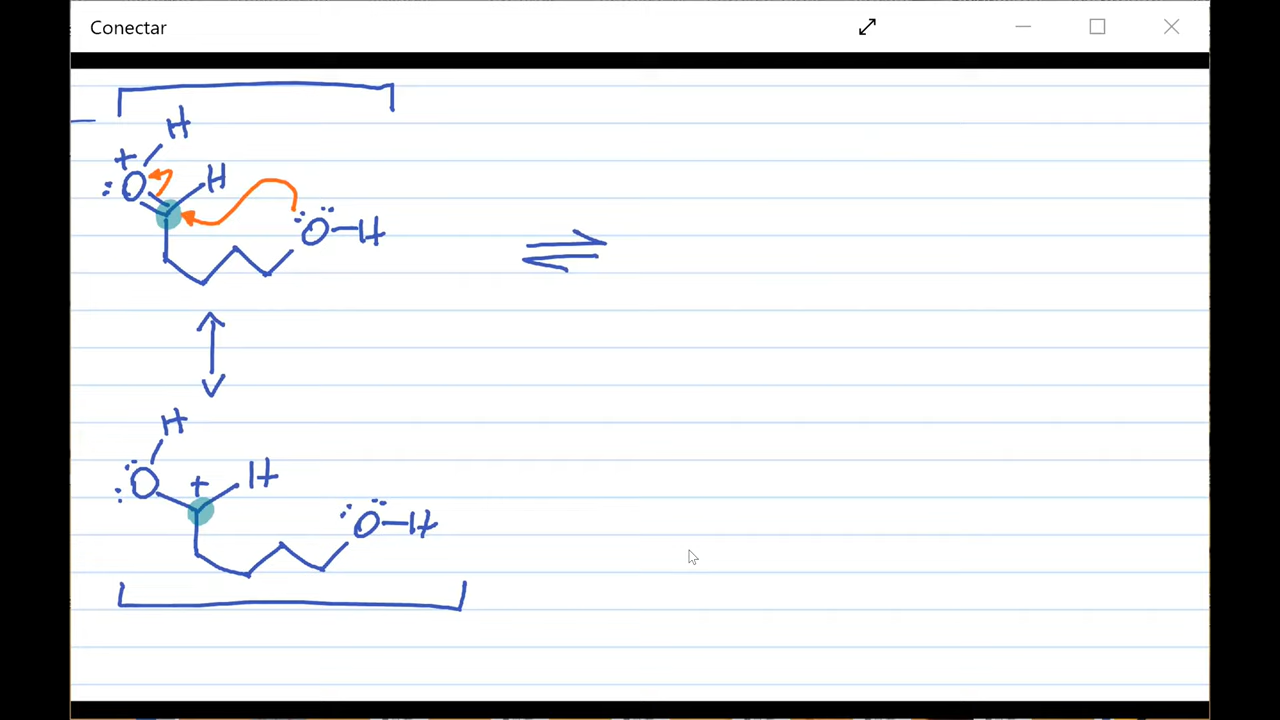 Conectar
H
+
:O H
:Ö-H
⇌
H
+ H
:Ö
:Ö-H